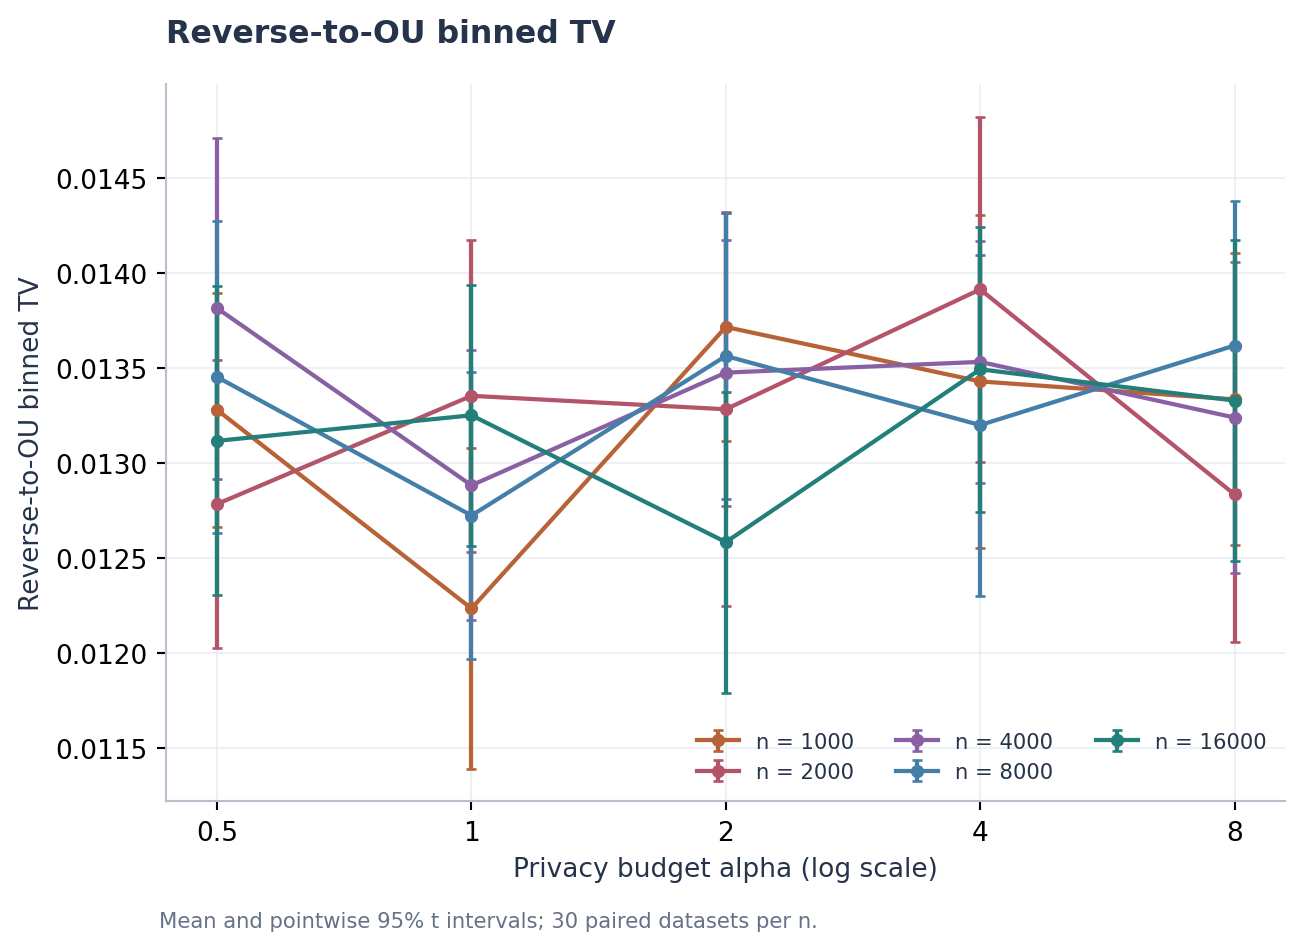 Reverse-to-OU binned TV
Reverse-to-OU binned TV
0.0145
0.0140
0.0135
0.0130
0.0125
0.0120
0.0115
n = 1000
n = 4000
n = 16000
n = 2000
n = 8000
0.5 1 2 4 8
Privacy budget alpha (log scale)
Mean and pointwise 95% t intervals; 30 paired datasets per n.